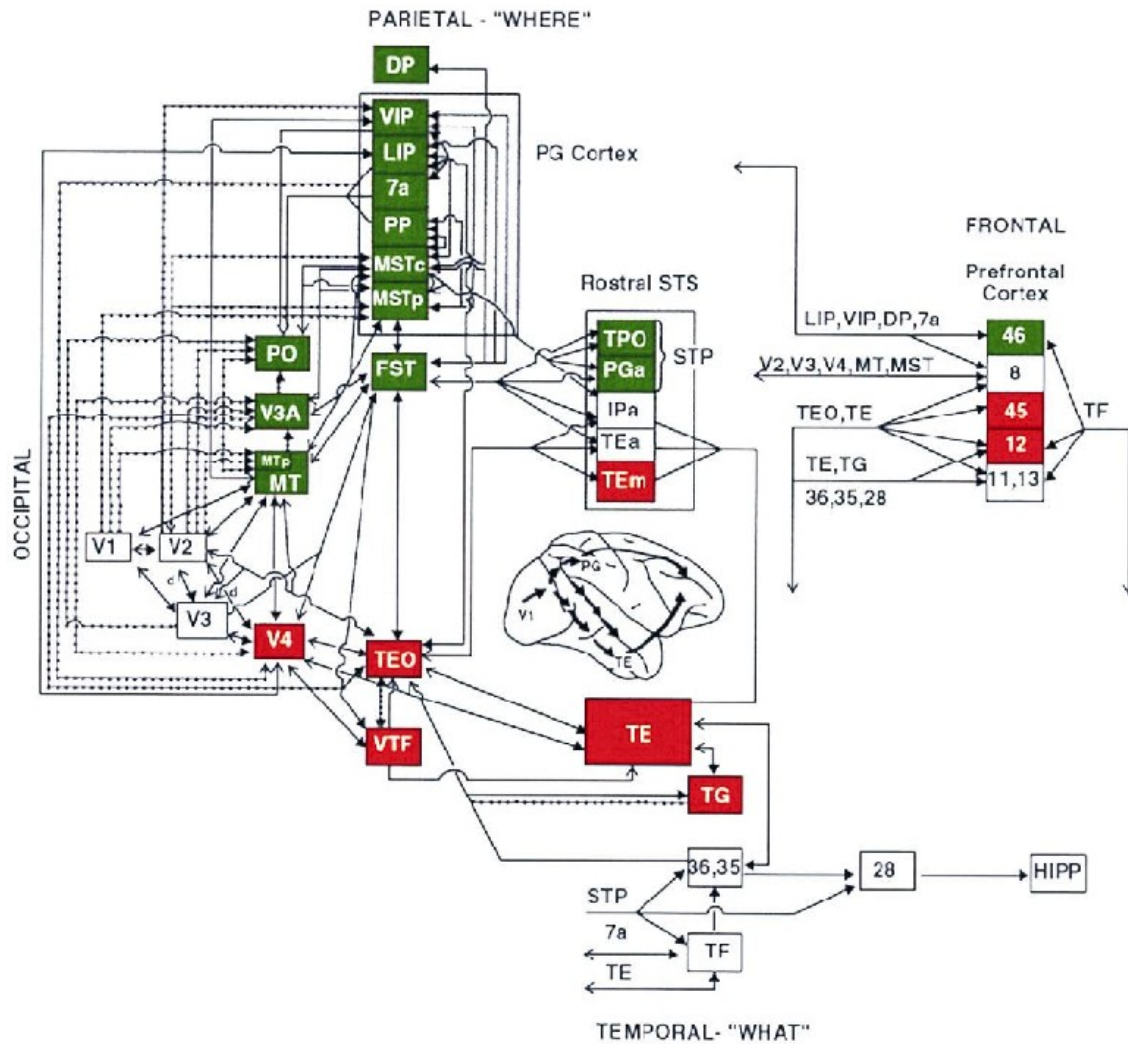 PARIETAL - "WHERE"
DP
VIP
LIP
7a
PP
MSTc
MSTp
PG Cortex
FRONTAL
Prefrontal
Cortex
Rostral STS
TPO
PGa
STP
IPa
TEa
TEm
LIP,VIP,DP,7a
V2,V3,V4,MT,MST
TEO,TE
TE,TG
36,35,28
46
8
45
12
11,13
TF
PO
FST
V3A
MTp
MT
OCCIPITAL
V1
V2
d
d
V3
V4
TEO
VTF
PG
V1
TE
TE
TG
36,35
28
HIPP
STP
7a
TE
TF
TEMPORAL- "WHAT"